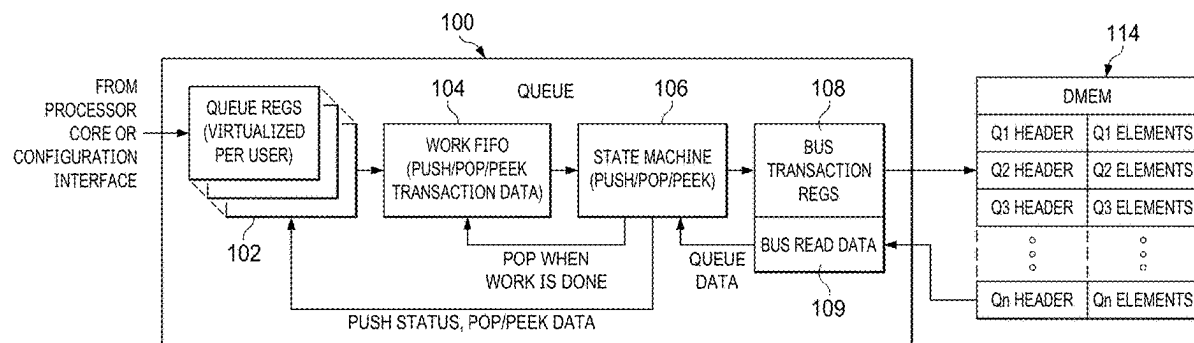 100
114
FROM
PROCESSOR
CORE OR
CONFIGURATION
INTERFACE
QUEUE REGS
(VIRTUALIZED
PER USER)
102
104
QUEUE
106
108
WORK FIFO
(PUSH/POP/PEEK
TRANSACTION DATA)
STATE MACHINE
(PUSH/POP/PEEK)
BUS
TRANSACTION
REGS
BUS READ DATA
109
POP WHEN
WORK IS DONE
QUEUE
DATA
PUSH STATUS, POP/PEEK DATA
DMEM
Q1 HEADER Q1 ELEMENTS
Q2 HEADER Q2 ELEMENTS
Q3 HEADER Q3 ELEMENTS
Qn HEADER Qn ELEMENTS